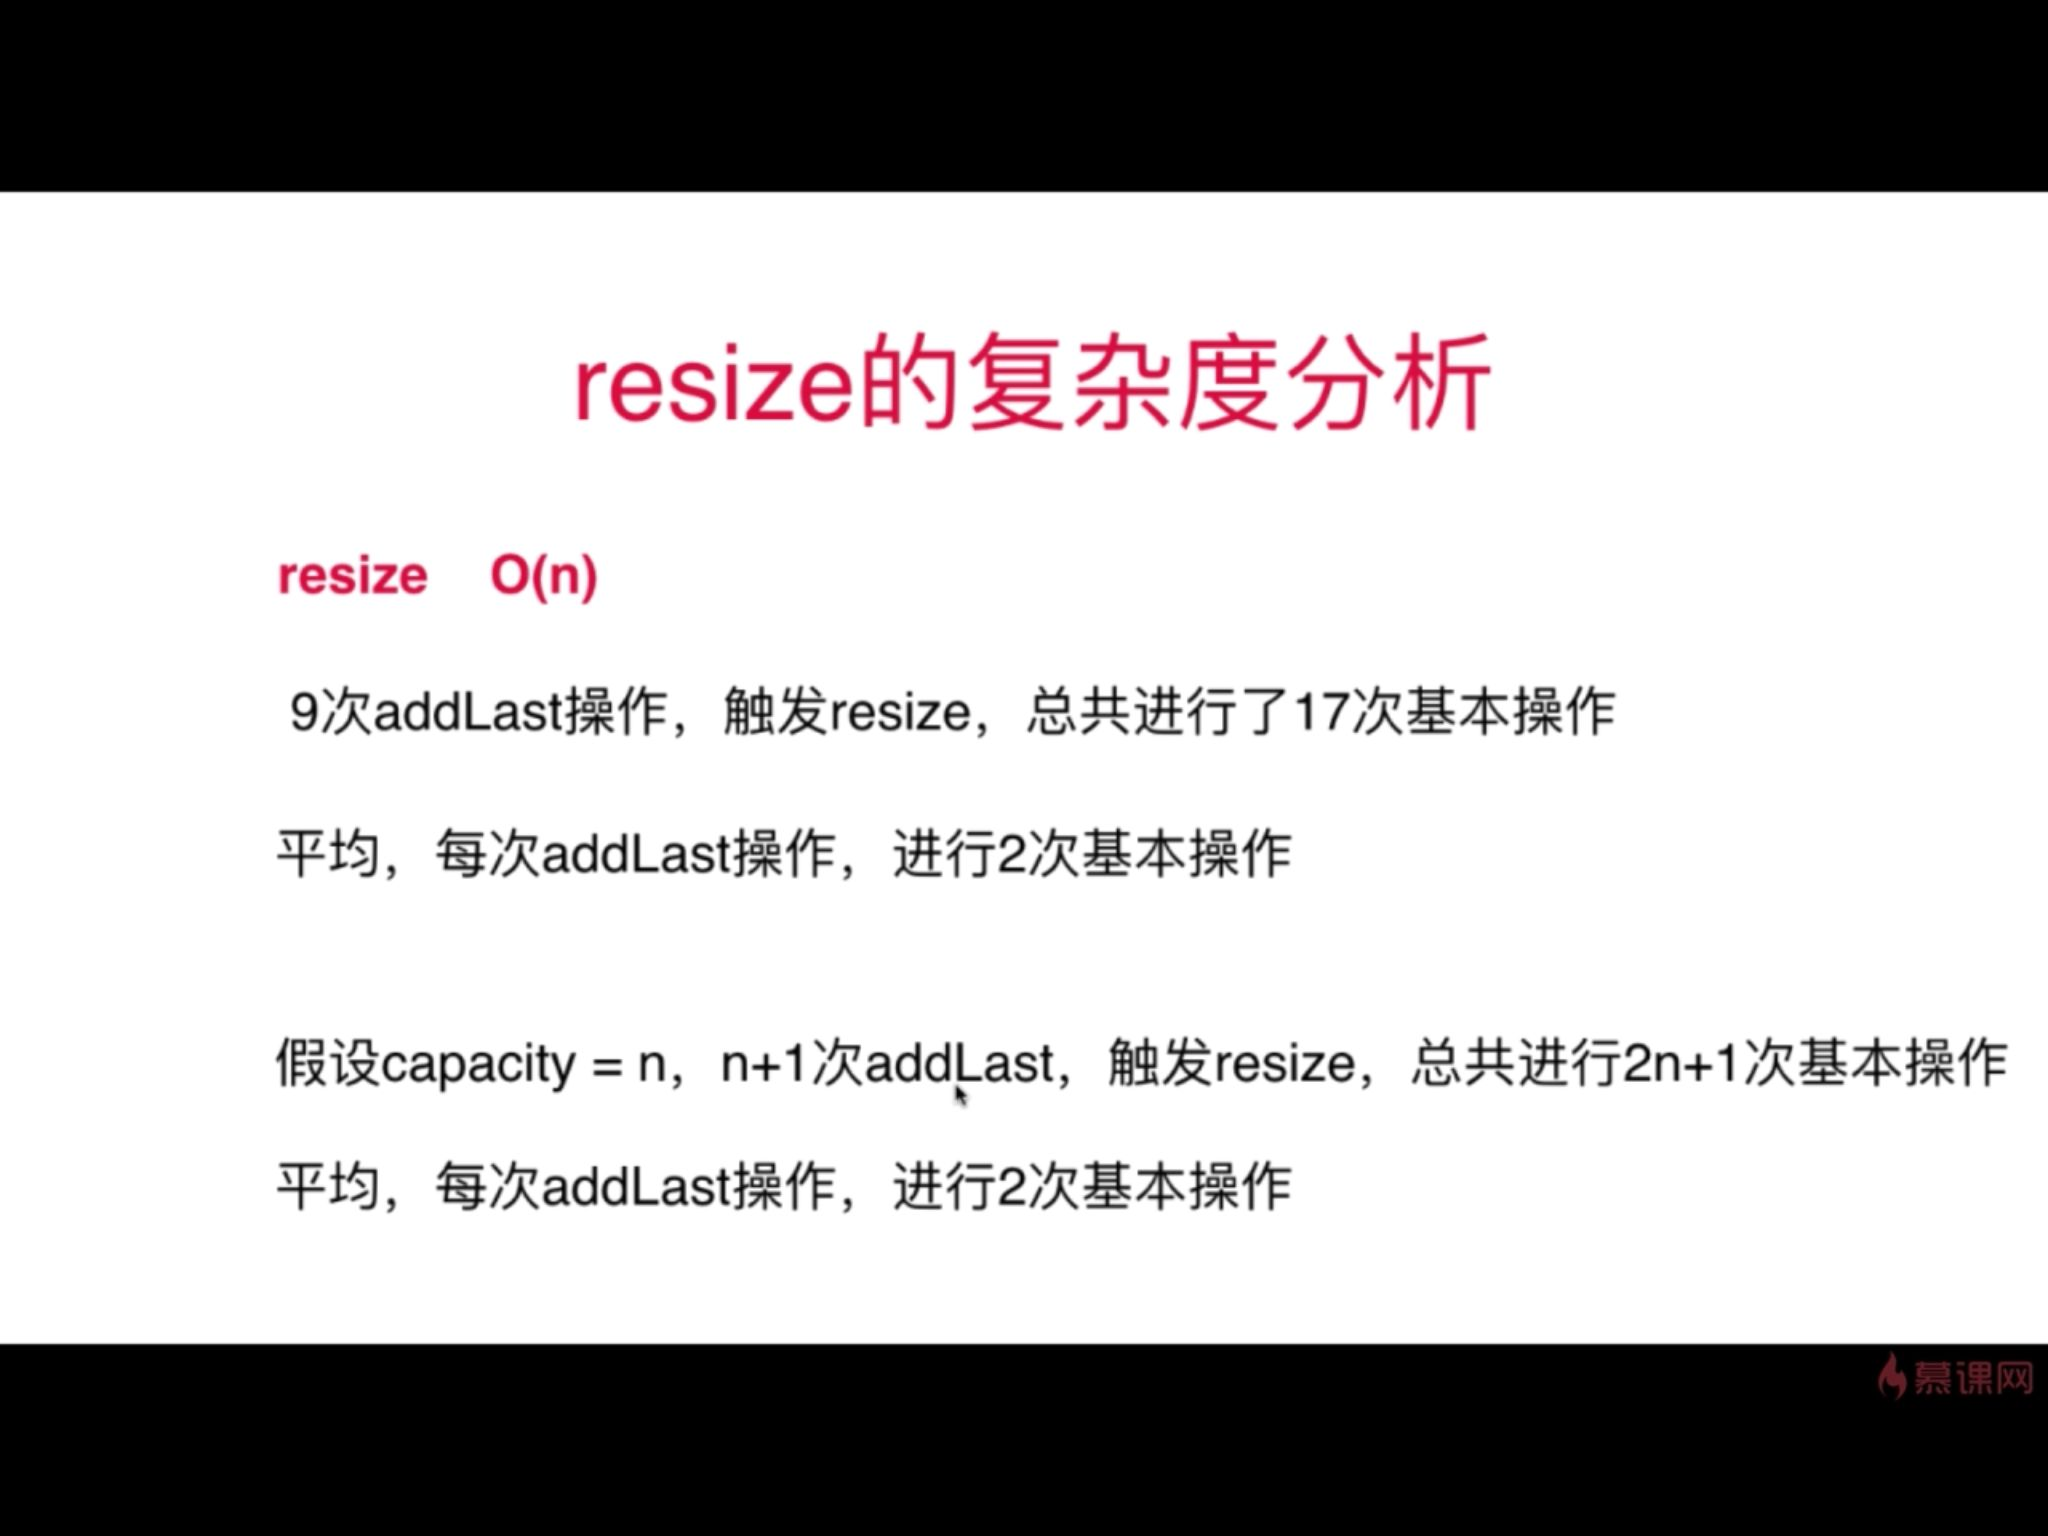 resize的复杂度分析
resize O(n)
9次addLast操作，触发resize，总共进行了17次基本操作
平均，每次addLast操作，进行2次基本操作
假设capacity = n，n+1次addLast，触发resize，总共进行2n+1次基本操作
平均，每次addLast操作，进行2次基本操作
慕课网